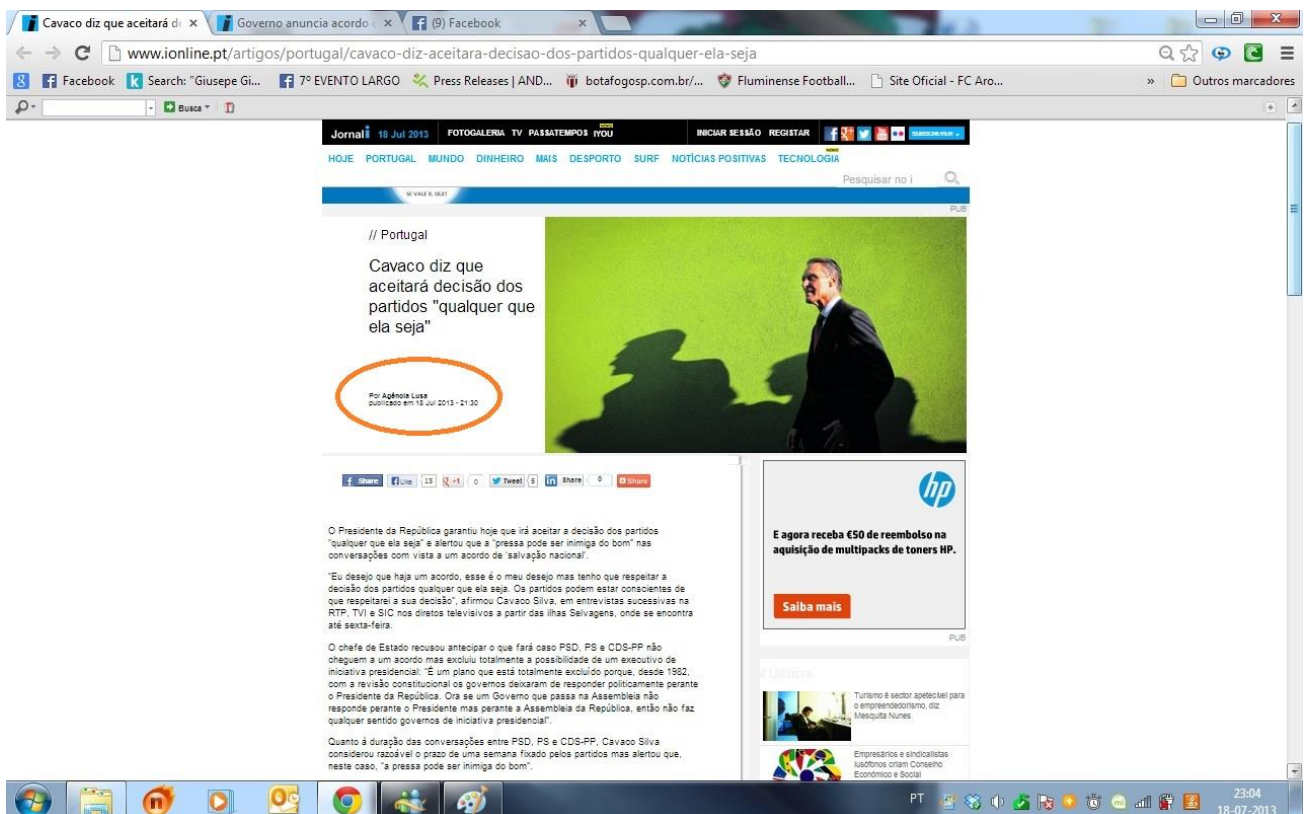 Cavaco diz que aceitará d
Governo anuncia acordo c
(9) Facebook
www.ionline.pt/artigos/portugal/cavaco-diz-aceitara-decisao-dos-partidos-qualquer-ela-seja
Facebook
Search: "Giusepe Gi...
7º EVENTO LARGO
Press Releases | AND...
botafogosp.com.br/...
Fluminense Football...
Site Oficial - FC Aro...
»
Outros marcadores
Busca
Jornal i 18 Jul 2013 FOTOGALERIA TV PASSATEMPOS IYOU INICIAR SESSÃO REGISTAR
HOJE PORTUGAL MUNDO DINHEIRO MAIS DESPORTO SURF NOTÍCIAS POSITIVAS TECNOLOGIA
Pesquisar no i
PUB
// Portugal
Cavaco diz que
aceitará decisão dos
partidos "qualquer que
ela seja"
Por Agência Lusa
publicado em 18 Jul 2013 - 21:30
Share Like 15 +1 0 Tweet 5 in Share 0 Share
O Presidente da República garantiu hoje que irá aceitar a decisão dos partidos
"qualquer que ela seja" e alertou que a "pressa pode ser inimiga do bom" nas
conversações com vista a um acordo de 'salvação nacional'.
"Eu desejo que haja um acordo, esse é o meu desejo mas tenho que respeitar a
decisão dos partidos qualquer que ela seja. Os partidos podem estar conscientes de
que respeitarei a sua decisão", afirmou Cavaco Silva, em entrevistas sucessivas na
RTP, TVI e SIC nos diretos televisivos a partir das ilhas Selvagens, onde se encontra
até sexta-feira.
O chefe de Estado recusou antecipar o que fará caso PSD, PS e CDS-PP não
cheguem a um acordo mas excluiu totalmente a possibilidade de um executivo de
iniciativa presidencial: "É um plano que está totalmente excluído porque, desde 1982,
com a revisão constitucional os governos deixaram de responder politicamente perante
o Presidente da República. Ora se um Governo que passa na Assembleia não
responde perante o Presidente mas perante a Assembleia da República, então não faz
qualquer sentido governos de iniciativa presidencial".
Quanto à duração das conversações entre PSD, PS e CDS-PP, Cavaco Silva
considerou razoável o prazo de uma semana fixado pelos partidos mas alertou que,
neste caso, "a pressa pode ser inimiga do bom".
hp
E agora receba €50 de reembolso na
aquisição de multipacks de toners HP.
Saiba mais
PUB
Turismo é sector apetecível para
o empreendedorismo, diz
Mesquita Nunes
Empresários e sindicalistas
lusófonos criam Conselho
Económico e Social
PT
23:04
18-07-2013